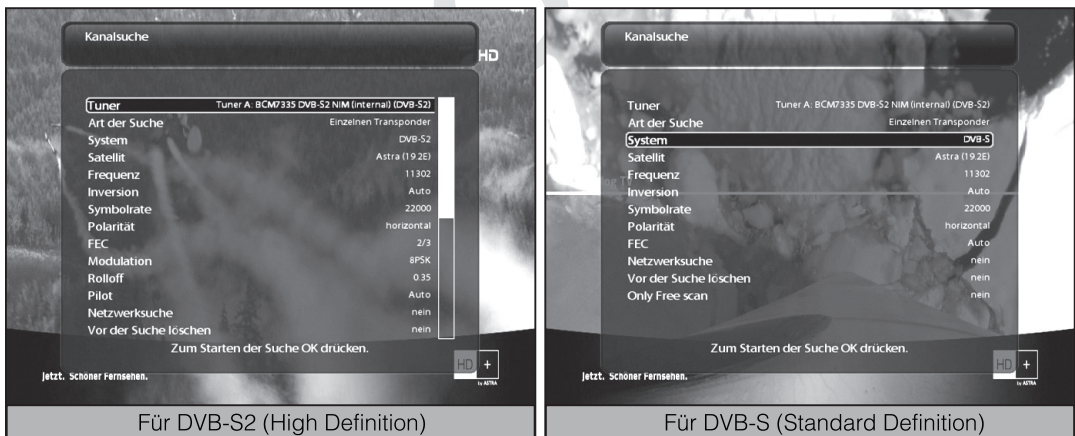 Kanalsuche
HD
Tuner Tuner A: BCM7335 DVB-S2 NIM (internal) (DVB-S2)
Art der Suche Einzelnen Transponder
System DVB-S2
Satellit Astra (19.2E)
Frequenz 11302
Inversion Auto
Symbolrate 22000
Polarität horizontal
FEC 2/3
Modulation 8PSK
Rolloff 0.35
Pilot Auto
Netzwerksuche nein
Vor der Suche löschen nein
Zum Starten der Suche OK drücken.
HD +
Jetzt. Schöner Fernsehen.
by ASTRA
Für DVB-S2 (High Definition)
Kanalsuche
Tuner Tuner A: BCM7335 DVB-S2 NIM (internal) (DVB-S2)
Art der Suche Einzelnen Transponder
System DVB-S
Satellit Astra (19.2E)
Frequenz 11302
Inversion Auto
Symbolrate 22000
Polarität horizontal
FEC Auto
Netzwerksuche nein
Vor der Suche löschen nein
Only Free scan nein
Zum Starten der Suche OK drücken.
HD +
Jetzt. Schöner Fernsehen.
by ASTRA
Für DVB-S (Standard Definition)